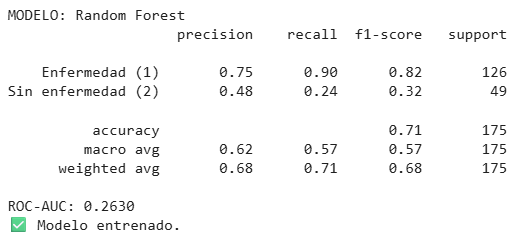 MODELO: Random Forest
precision recall f1-score support
Enfermedad (1) 0.75 0.90 0.82 126
Sin enfermedad (2) 0.48 0.24 0.32 49
accuracy 0.71 175
macro avg 0.62 0.57 0.57 175
weighted avg 0.68 0.71 0.68 175
ROC-AUC: 0.2630
✅ Modelo entrenado.